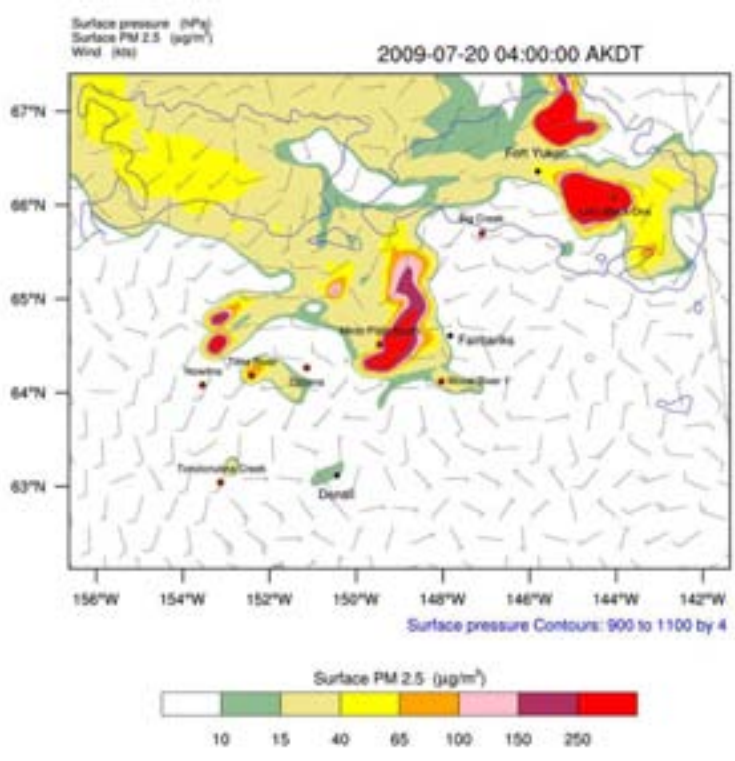 Surface pressure (hPa)
Surface PM 2.5 (μg/m³)
Wind (kts)
2009-07-20 04:00:00 AKDT
67°N
Fort Yukon
66°N
Big Creek
65°N
Fairbanks
64°N
63°N
Denali
156°W 154°W 152°W 150°W 148°W 146°W 144°W 142°W
Surface pressure Contours: 900 to 1100 by 4
Surface PM 2.5 (μg/m³)
10 15 40 65 100 150 250